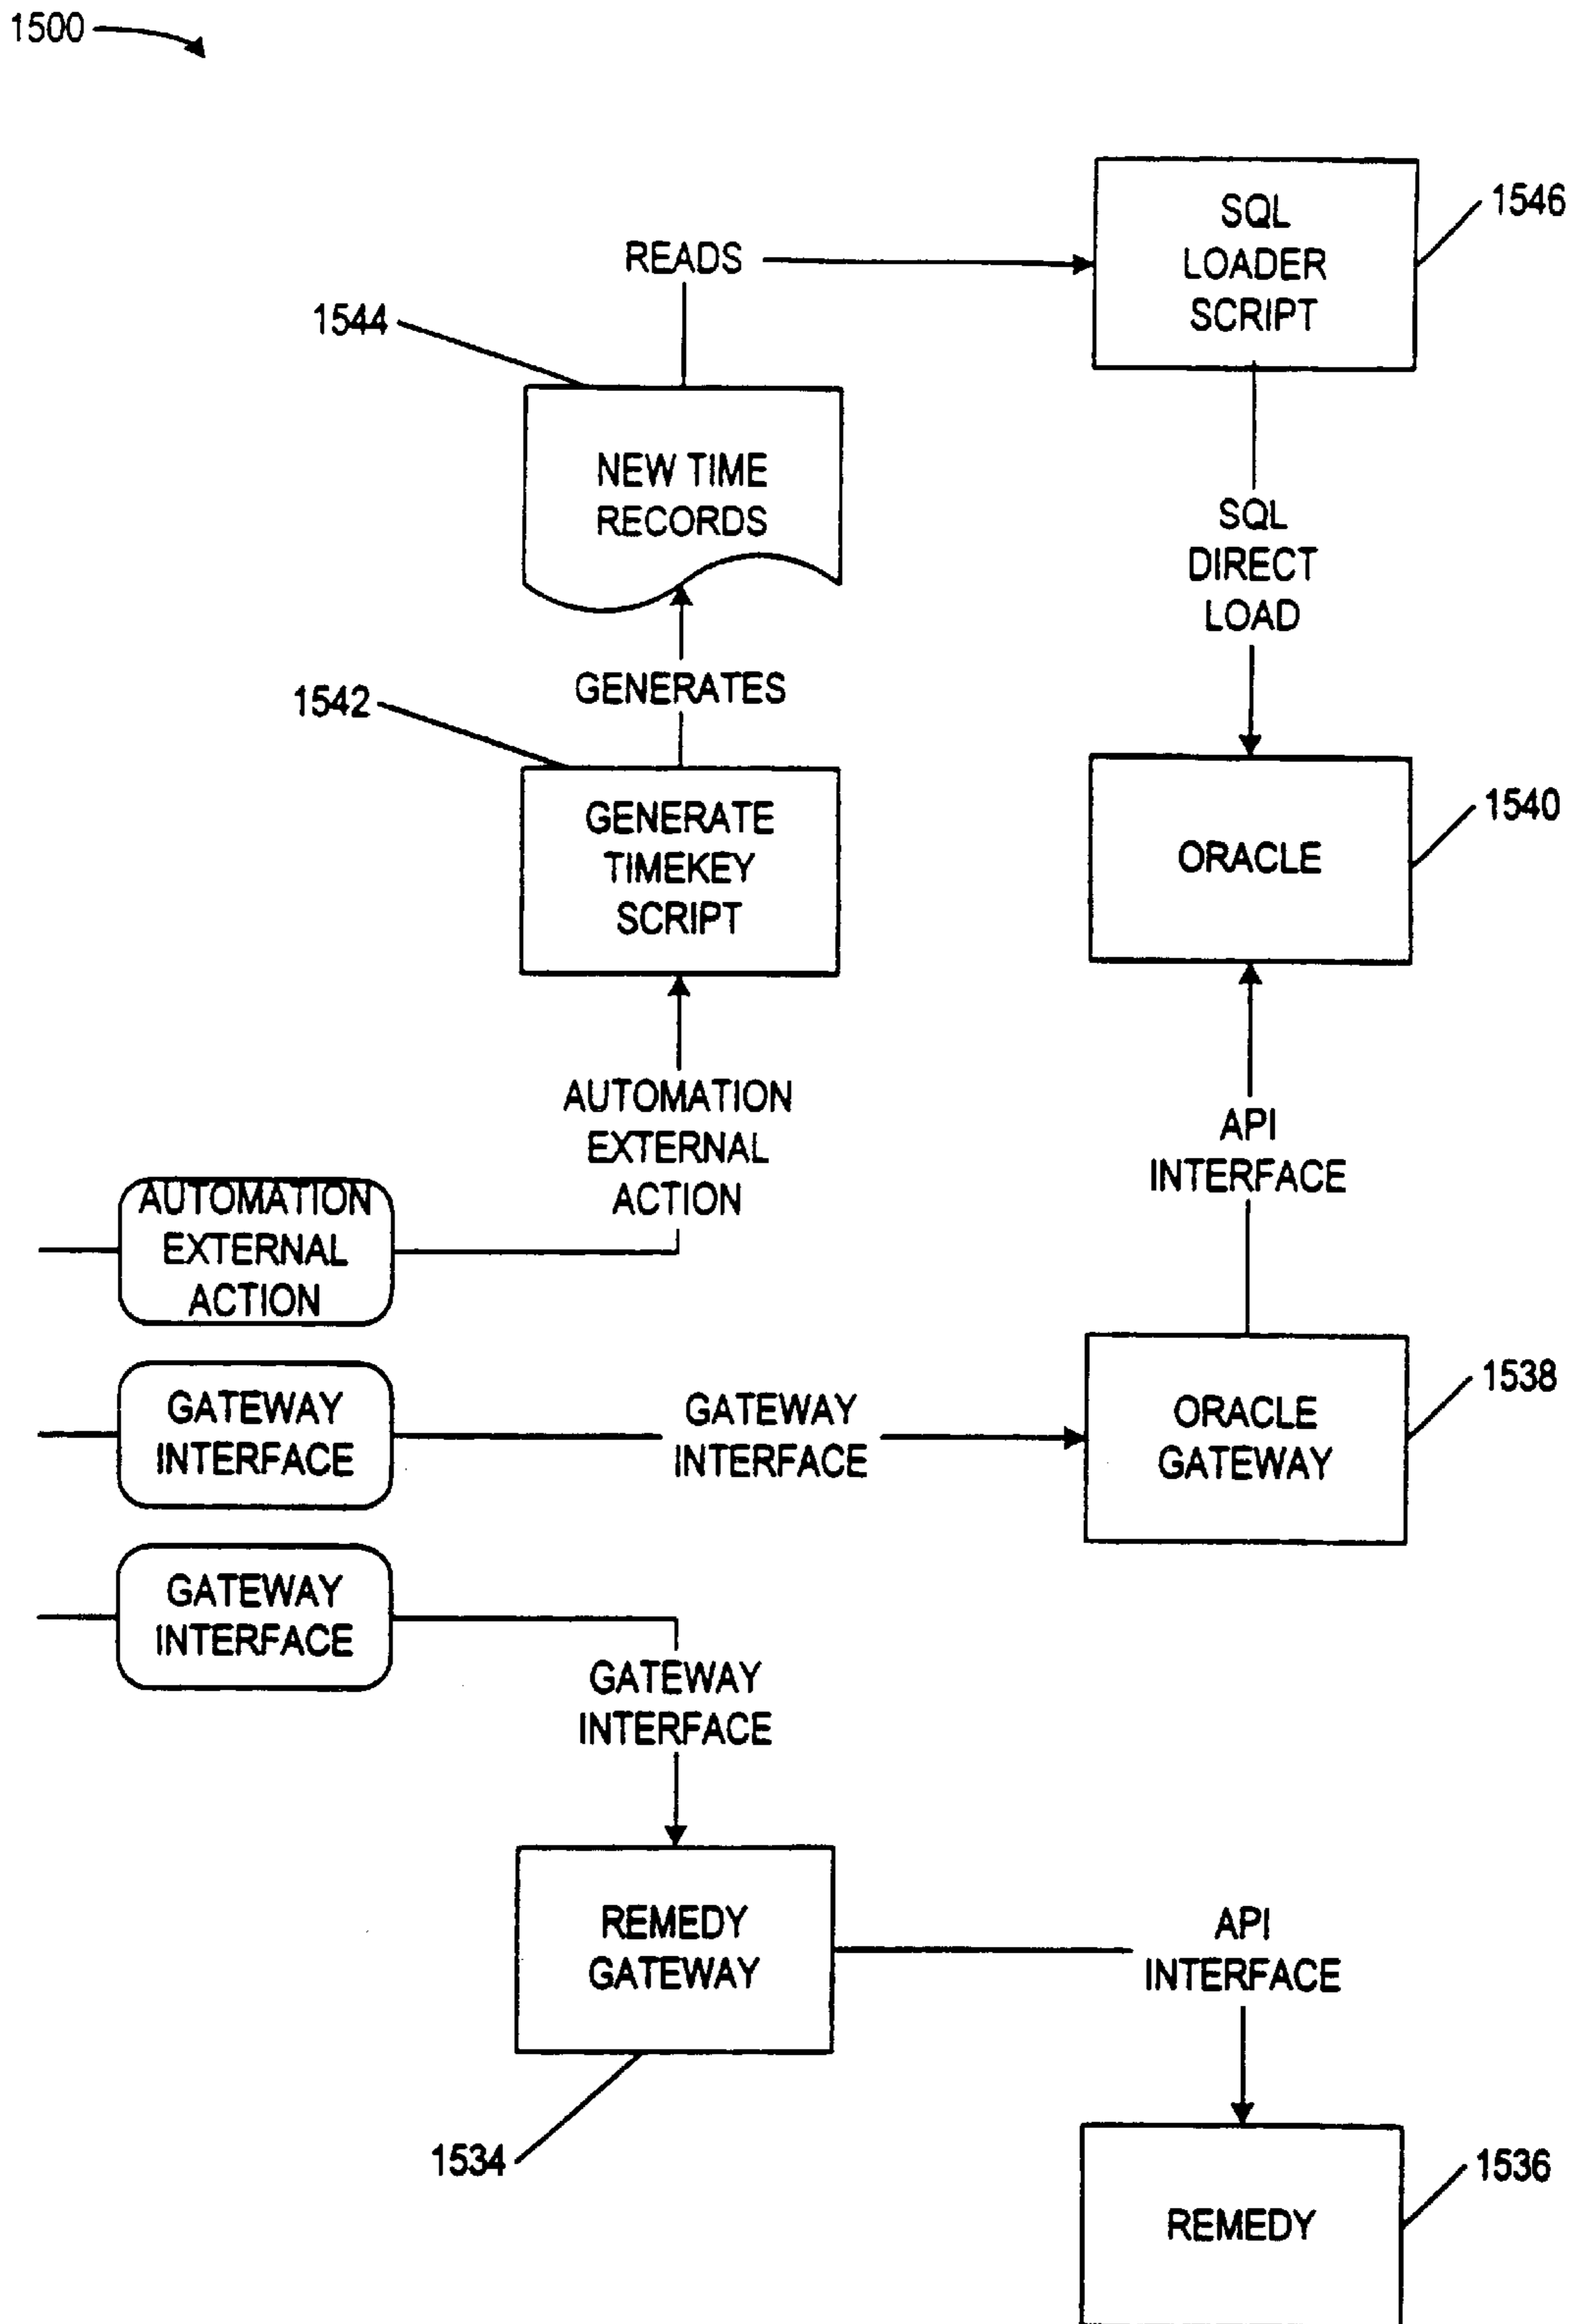 1500
SQL
LOADER
SCRIPT
1546
READS
1544
NEW TIME
RECORDS
SQL
DIRECT
LOAD
GENERATES
1542
GENERATE
TIMEKEY
SCRIPT
ORACLE
1540
AUTOMATION
EXTERNAL
ACTION
API
INTERFACE
AUTOMATION
EXTERNAL
ACTION
GATEWAY
INTERFACE
GATEWAY
INTERFACE
ORACLE
GATEWAY
1538
GATEWAY
INTERFACE
GATEWAY
INTERFACE
REMEDY
GATEWAY
API
INTERFACE
1534
1536
REMEDY